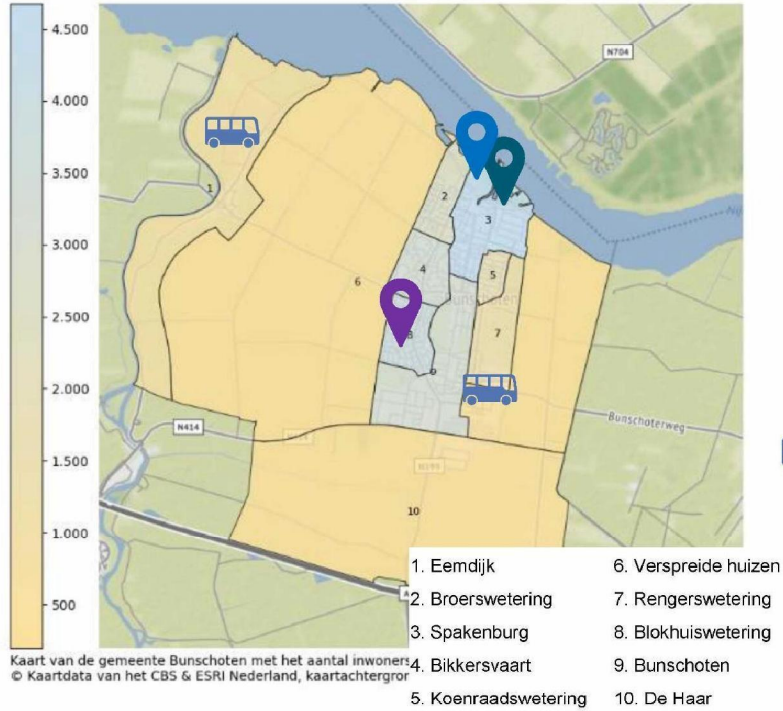 4.500
4.000
3.500
3.000
2.500
2.000
1.500
1.000
500
N704
1
2
3
4
5
6
7
8
9
10
Bunschoten
N414
Bunschoterweg
N199
1. Eemdijk
2. Broerswetering
3. Spakenburg
4. Bikkersvaart
5. Koenraadswetering
6. Verspreide huizen
7. Rengerswetering
8. Blokhuiswetering
9. Bunschoten
10. De Haar
Kaart van de gemeente Bunschoten met het aantal inwoners
© Kaartdata van het CBS & ESRI Nederland, kaartachtergron